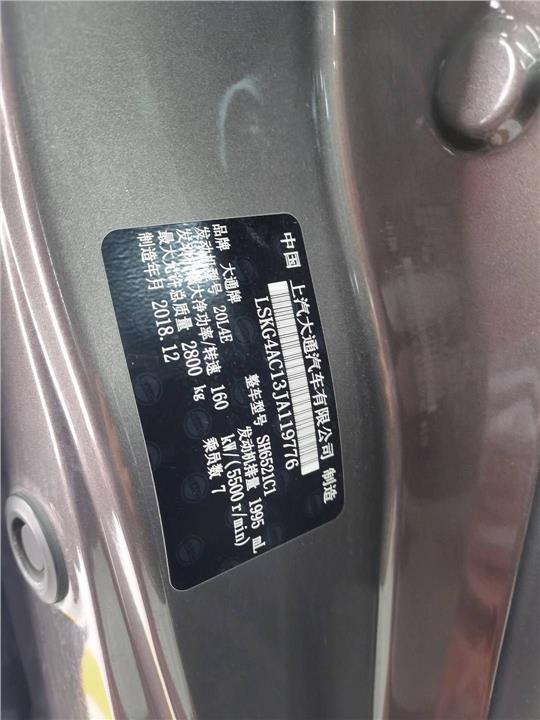 中国 上汽大通汽车有限公司 制造
LSKG4AC13JA119776
品牌 大通牌 整车型号 SH6521C1
发动机型号 20L4E 发动机排量 1995 mL
发动机最大净功率/转速 160 kW/(5500r/min)
最大允许总质量 2800 kg 乘员数 7
制造年月 2018.12